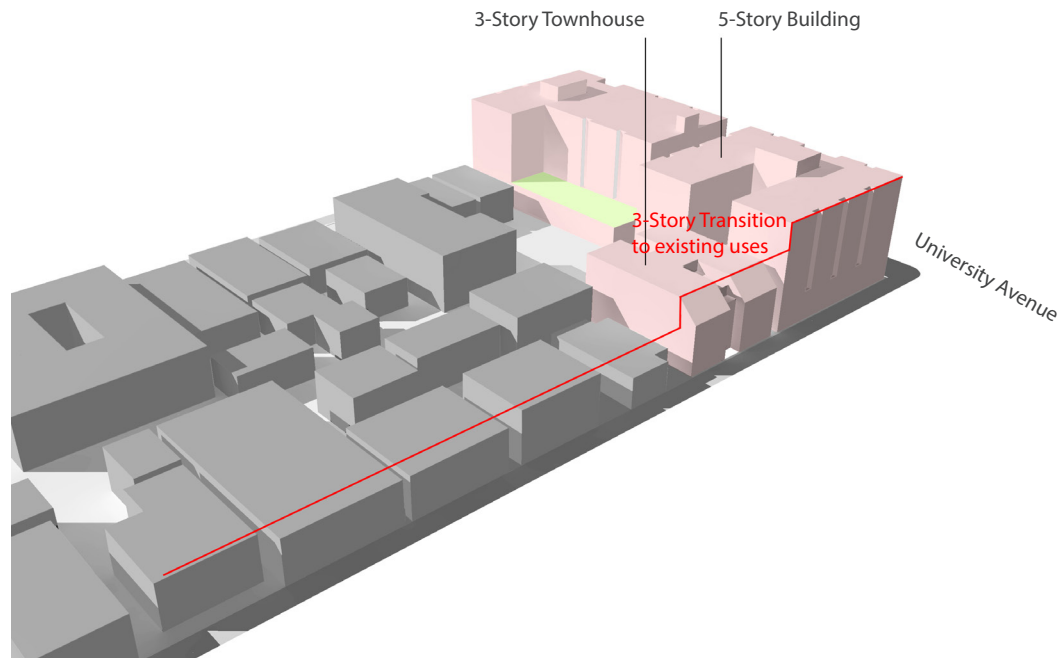 3-Story Townhouse
5-Story Building
3-Story Transition
to existing uses
University Avenue